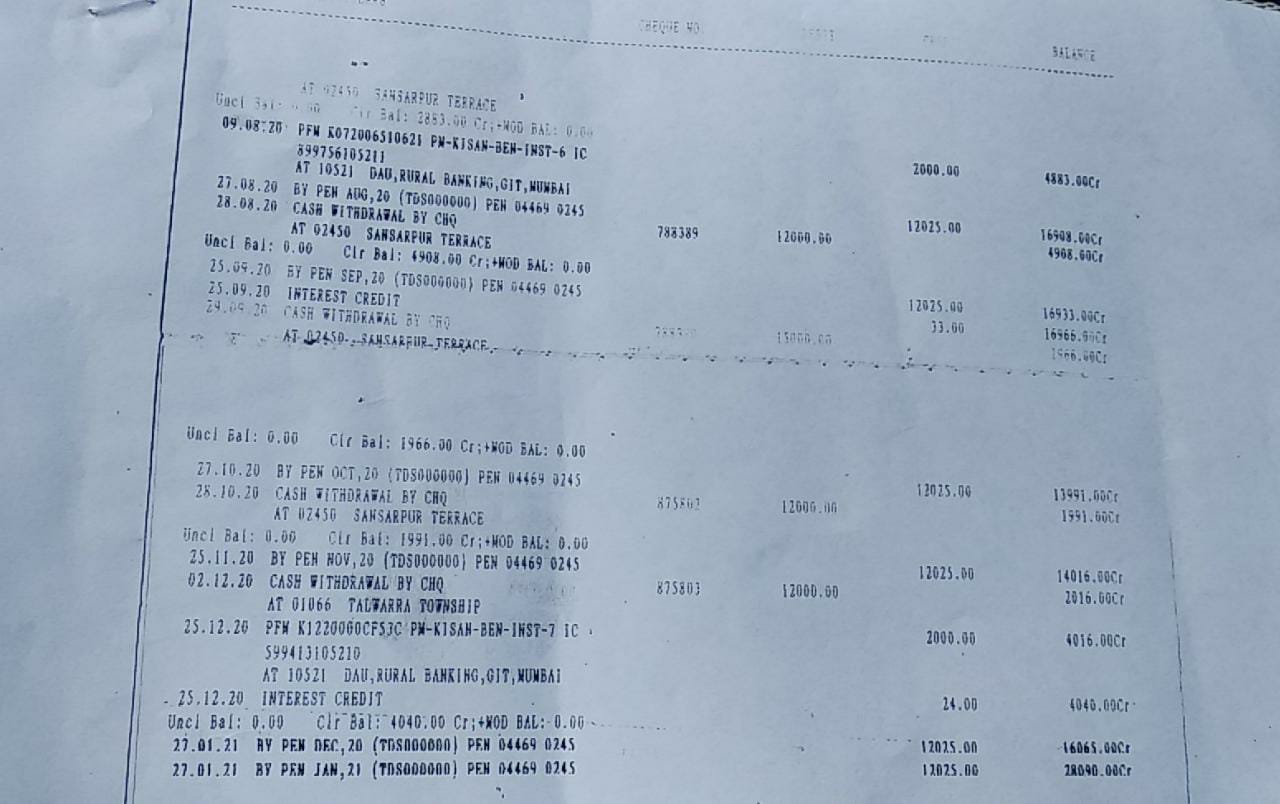 CHEQUE NO. BALANCE
AT 02450 SANSARPUR TERRACE
Uncl Bal: 0.00 Clr Bal: 2883.00 Cr;+MOD BAL: 0.00
09.08.20 PFM K072006510621 PM-KISAN-BEN-INST-6 IC
899756105211
AT 10521 DAU,RURAL BANKING,GIT,MUMBAI 2000.00 4883.00Cr
27.08.20 BY PEN AUG,20 (TDS000000) PEN 04469 0245 12025.00 16908.00Cr
28.08.20 CASH WITHDRAWAL BY CHQ 788389 12000.00 4908.00Cr
AT 02450 SANSARPUR TERRACE
Uncl Bal: 0.00 Clr Bal: 4908.00 Cr;+MOD BAL: 0.00
25.09.20 BY PEN SEP,20 (TDS000000) PEN 04469 0245 12025.00 16933.00Cr
25.09.20 INTEREST CREDIT 33.00 16966.00Cr
29.09.20 CASH WITHDRAWAL BY CHQ 15000.00 1966.00Cr
AT 02450 SANSARPUR TERRACE
Uncl Bal: 0.00 Clr Bal: 1966.00 Cr;+MOD BAL: 0.00
27.10.20 BY PEN OCT,20 (TDS000000) PEN 04469 0245 12025.00 13991.00Cr
28.10.20 CASH WITHDRAWAL BY CHQ 875802 12000.00 1991.00Cr
AT 02450 SANSARPUR TERRACE
Uncl Bal: 0.00 Clr Bal: 1991.00 Cr;+MOD BAL: 0.00
25.11.20 BY PEN NOV,20 (TDS000000) PEN 04469 0245 12025.00 14016.00Cr
02.12.20 CASH WITHDRAWAL BY CHQ 875803 12000.00 2016.00Cr
AT 01066 TALWARRA TOWNSHIP
25.12.20 PFM K1220000CF53C PM-KISAN-BEN-INST-7 IC 2000.00 4016.00Cr
599413105210
AT 10521 DAU,RURAL BANKING,GIT,MUMBAI
25.12.20 INTEREST CREDIT 24.00 4040.00Cr
Uncl Bal: 0.00 Clr Bal: 4040.00 Cr;+MOD BAL: 0.00
27.01.21 BY PEN DEC,20 (TDS000000) PEN 04469 0245 12025.00 16065.00Cr
27.01.21 BY PEN JAN,21 (TDS000000) PEN 04469 0245 12025.00 28090.00Cr